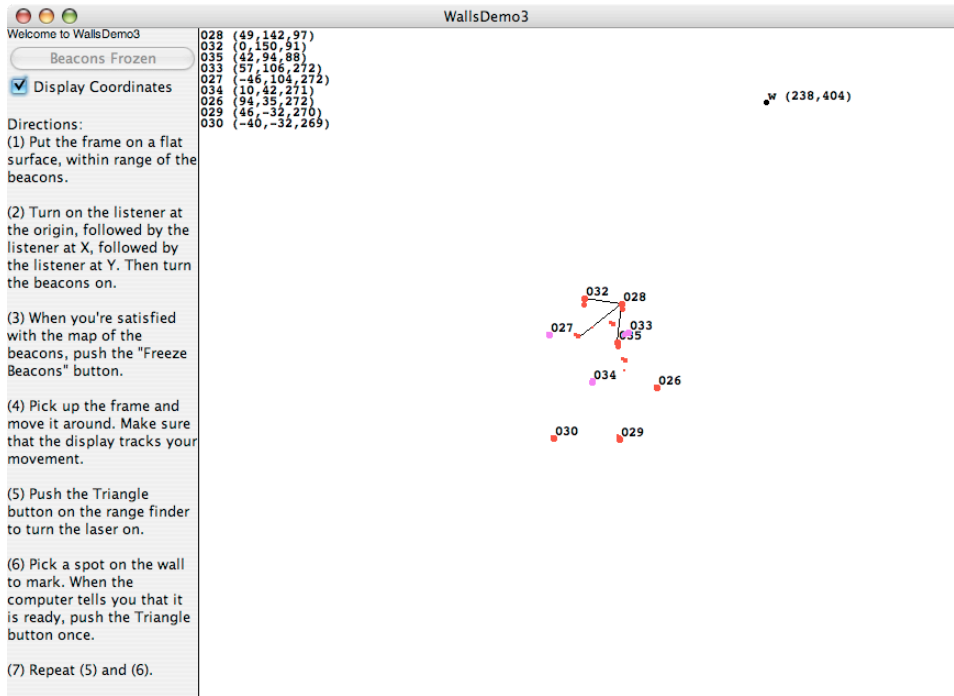 WallsDemo3
Welcome to WallsDemo3
Beacons Frozen
Display Coordinates
Directions:
(1) Put the frame on a flat
surface, within range of the
beacons.
(2) Turn on the listener at
the origin, followed by the
listener at X, followed by
the listener at Y. Then turn
the beacons on.
(3) When you're satisfied
with the map of the
beacons, push the "Freeze
Beacons" button.
(4) Pick up the frame and
move it around. Make sure
that the display tracks your
movement.
(5) Push the Triangle
button on the range finder
to turn the laser on.
(6) Pick a spot on the wall
to mark. When the
computer tells you that it
is ready, push the Triangle
button once.
(7) Repeat (5) and (6).
028 (49,142,97)
032 (0,150,91)
035 (42,94,88)
033 (57,106,272)
027 (-46,104,272)
034 (10,42,271)
026 (94,35,272)
029 (46,-32,270)
030 (-40,-32,269)
w (238,404)
032
028
027
033
035
034
026
030
029